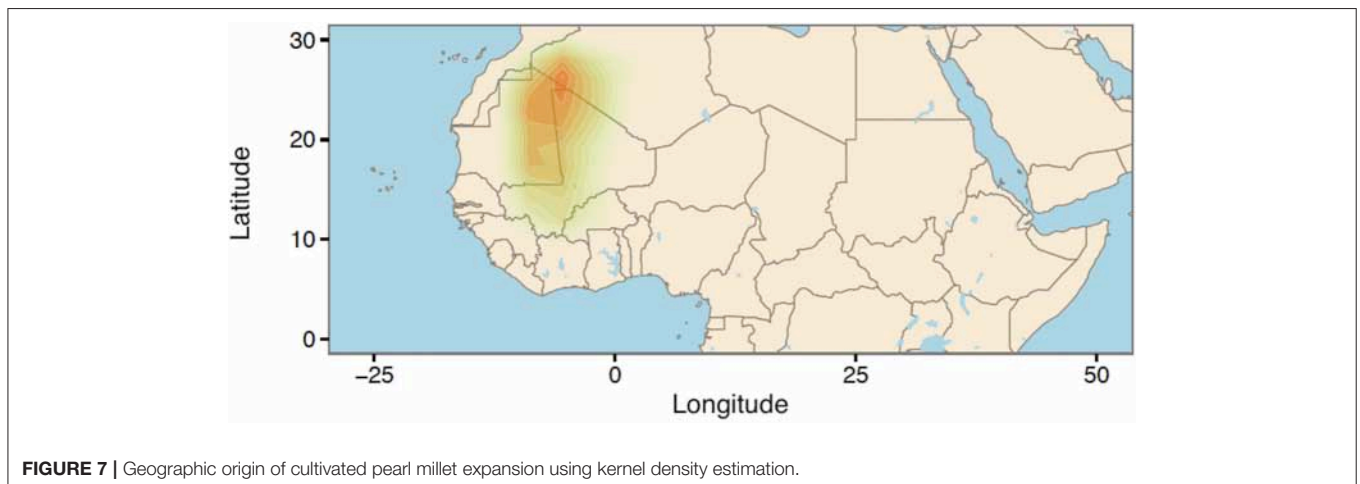 30
20
10
0
Latitude
−25
0
25
50
Longitude
FIGURE 7 | Geographic origin of cultivated pearl millet expansion using kernel density estimation.